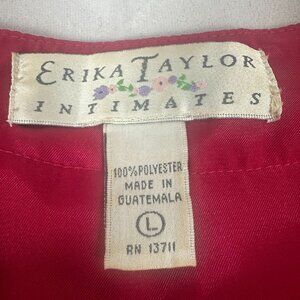 ERIKA TAYLOR
INTIMATES
100% POLYESTER
MADE IN
GUATEMALA
L
RN 13711